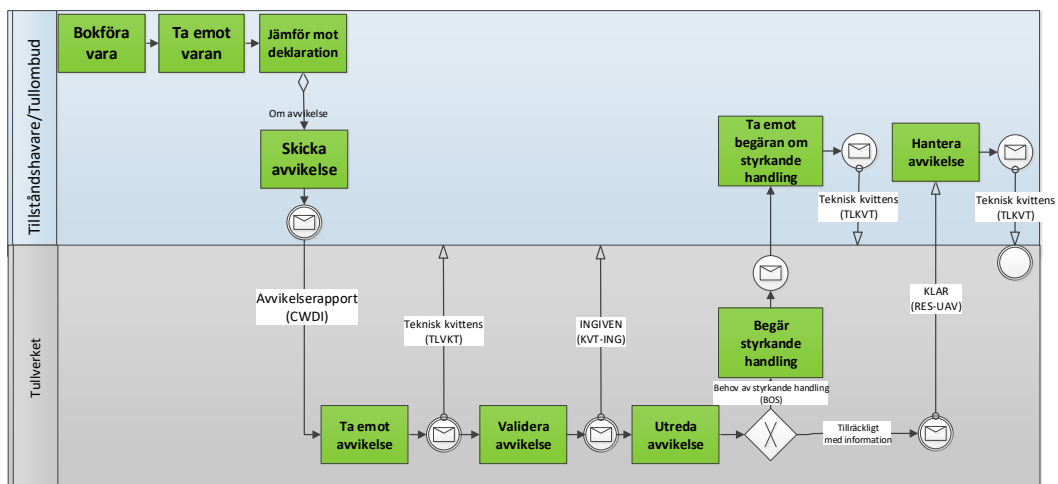 Tillståndshavare/Tullombud
Bokföra
vara
Ta emot
varan
Jämför mot
deklaration
Om avvikelse
Skicka
avvikelse
Ta emot
begäran om
styrkande
handling
Teknisk kvittens
(TLKVT)
Hantera
avvikelse
Teknisk kvittens
(TLKVT)
Tullverket
Avvikelserapport
(CWDI)
Teknisk kvittens
(TLVKT)
INGIVEN
(KVT-ING)
Begär
styrkande
handling
KLAR
(RES-UAV)
Behov av styrkande handling
(BOS)
Ta emot
avvikelse
Validera
avvikelse
Utreda
avvikelse
Tillräckligt
med information